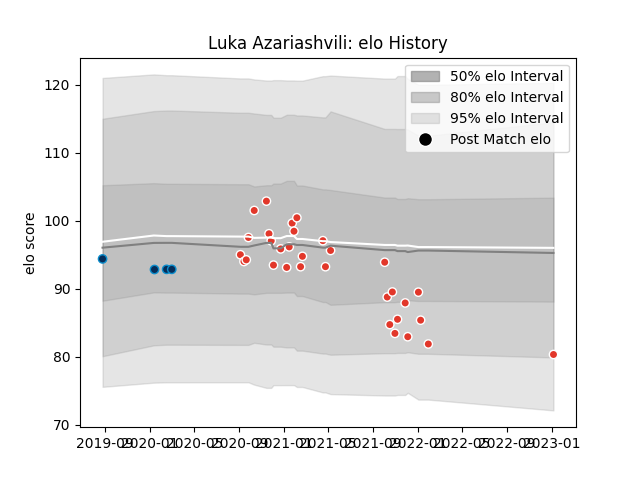 Luka Azariashvili: elo History
50% elo Interval
80% elo Interval
95% elo Interval
Post Match elo
elo score
120
110
100
90
80
70
2019-09 2020-01 2020-05 2020-09 2021-01 2021-05 2021-09 2022-01 2022-05 2022-09 2023-01